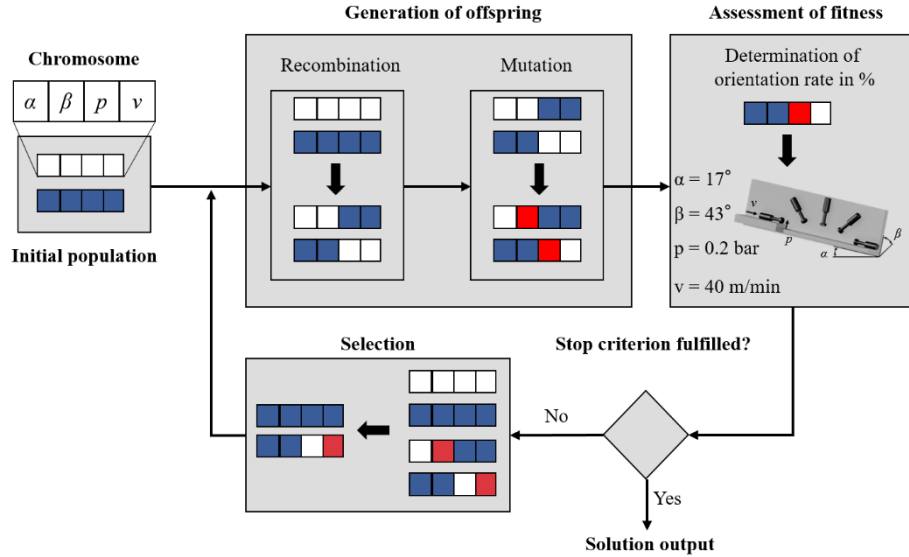 Generation of offspring
Assessment of fitness
Chromosome
α β p v
Initial population
Recombination
Mutation
Determination of
orientation rate in %
α = 17°
β = 43°
p = 0.2 bar
v = 40 m/min
v
p
α
β
Selection
Stop criterion fulfilled?
No
Yes
Solution output